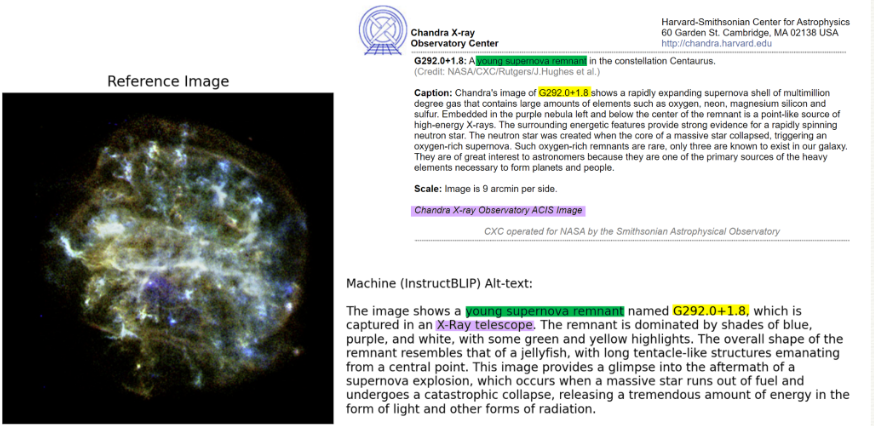 Reference Image
Chandra X-ray
Observatory Center
Harvard-Smithsonian Center for Astrophysics
60 Garden St. Cambridge, MA 02138 USA
http://chandra.harvard.edu
G292.0+1.8: A young supernova remnant in the constellation Centaurus.
(Credit: NASA/CXC/Rutgers/J.Hughes et al.)
Caption: Chandra's image of G292.0+1.8 shows a rapidly expanding supernova shell of multimillion
degree gas that contains large amounts of elements such as oxygen, neon, magnesium silicon and
sulfur. Embedded in the purple nebula left and below the center of the remnant is a point-like source of
high-energy X-rays. The surrounding energetic features provide strong evidence for a rapidly spinning
neutron star. The neutron star was created when the core of a massive star collapsed, triggering an
oxygen-rich supernova. Such oxygen-rich remnants are rare, only three are known to exist in our galaxy.
They are of great interest to astronomers because they are one of the primary sources of the heavy
elements necessary to form planets and people.
Scale: Image is 9 arcmin per side.
Chandra X-ray Observatory ACIS Image
CXC operated for NASA by the Smithsonian Astrophysical Observatory
Machine (InstructBLIP) Alt-text:
The image shows a young supernova remnant named G292.0+1.8, which is
captured in an X-Ray telescope. The remnant is dominated by shades of blue,
purple, and white, with some green and yellow highlights. The overall shape of the
remnant resembles that of a jellyfish, with long tentacle-like structures emanating
from a central point. This image provides a glimpse into the aftermath of a
supernova explosion, which occurs when a massive star runs out of fuel and
undergoes a catastrophic collapse, releasing a tremendous amount of energy in the
form of light and other forms of radiation.